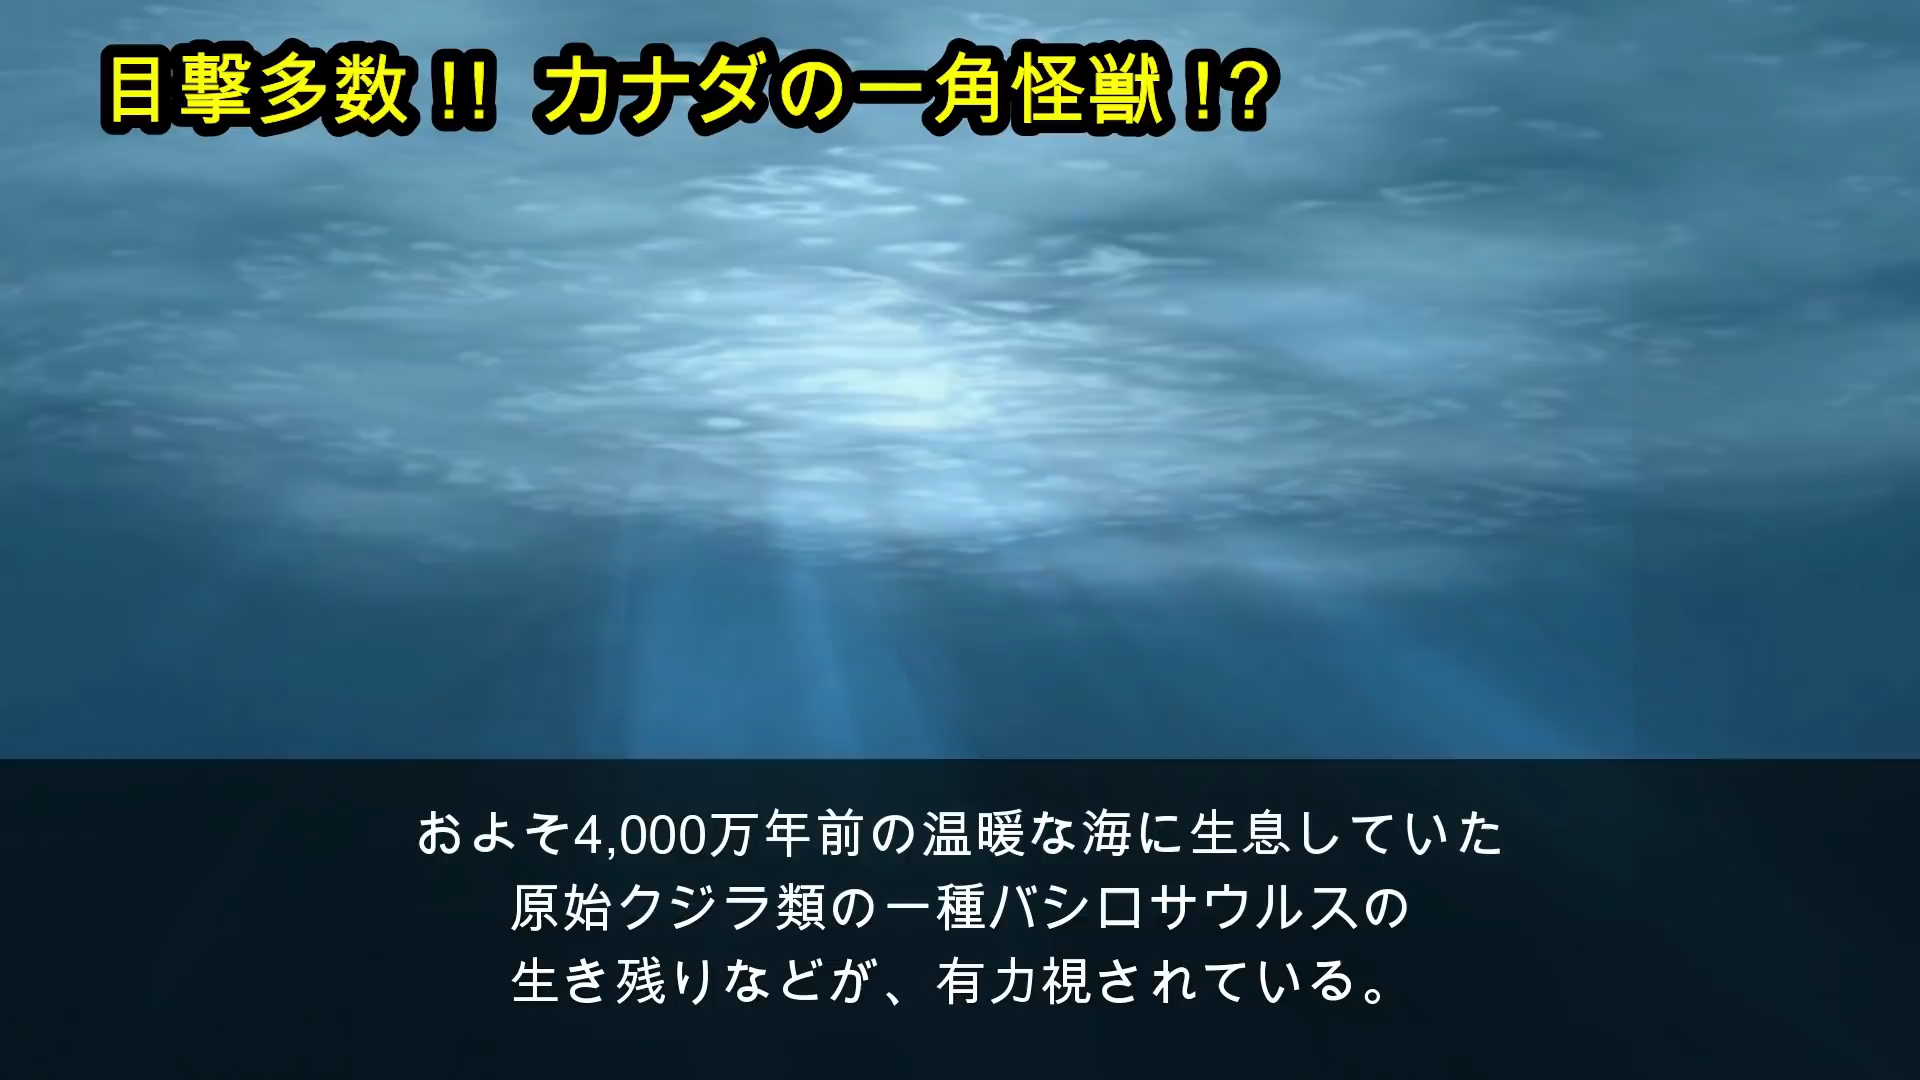 目撃多数!! カナダの一角怪獣!?
およそ4,000万年前の温暖な海に生息していた
原始クジラ類の一種バシロサウルスの
生き残りなどが、有力視されている。